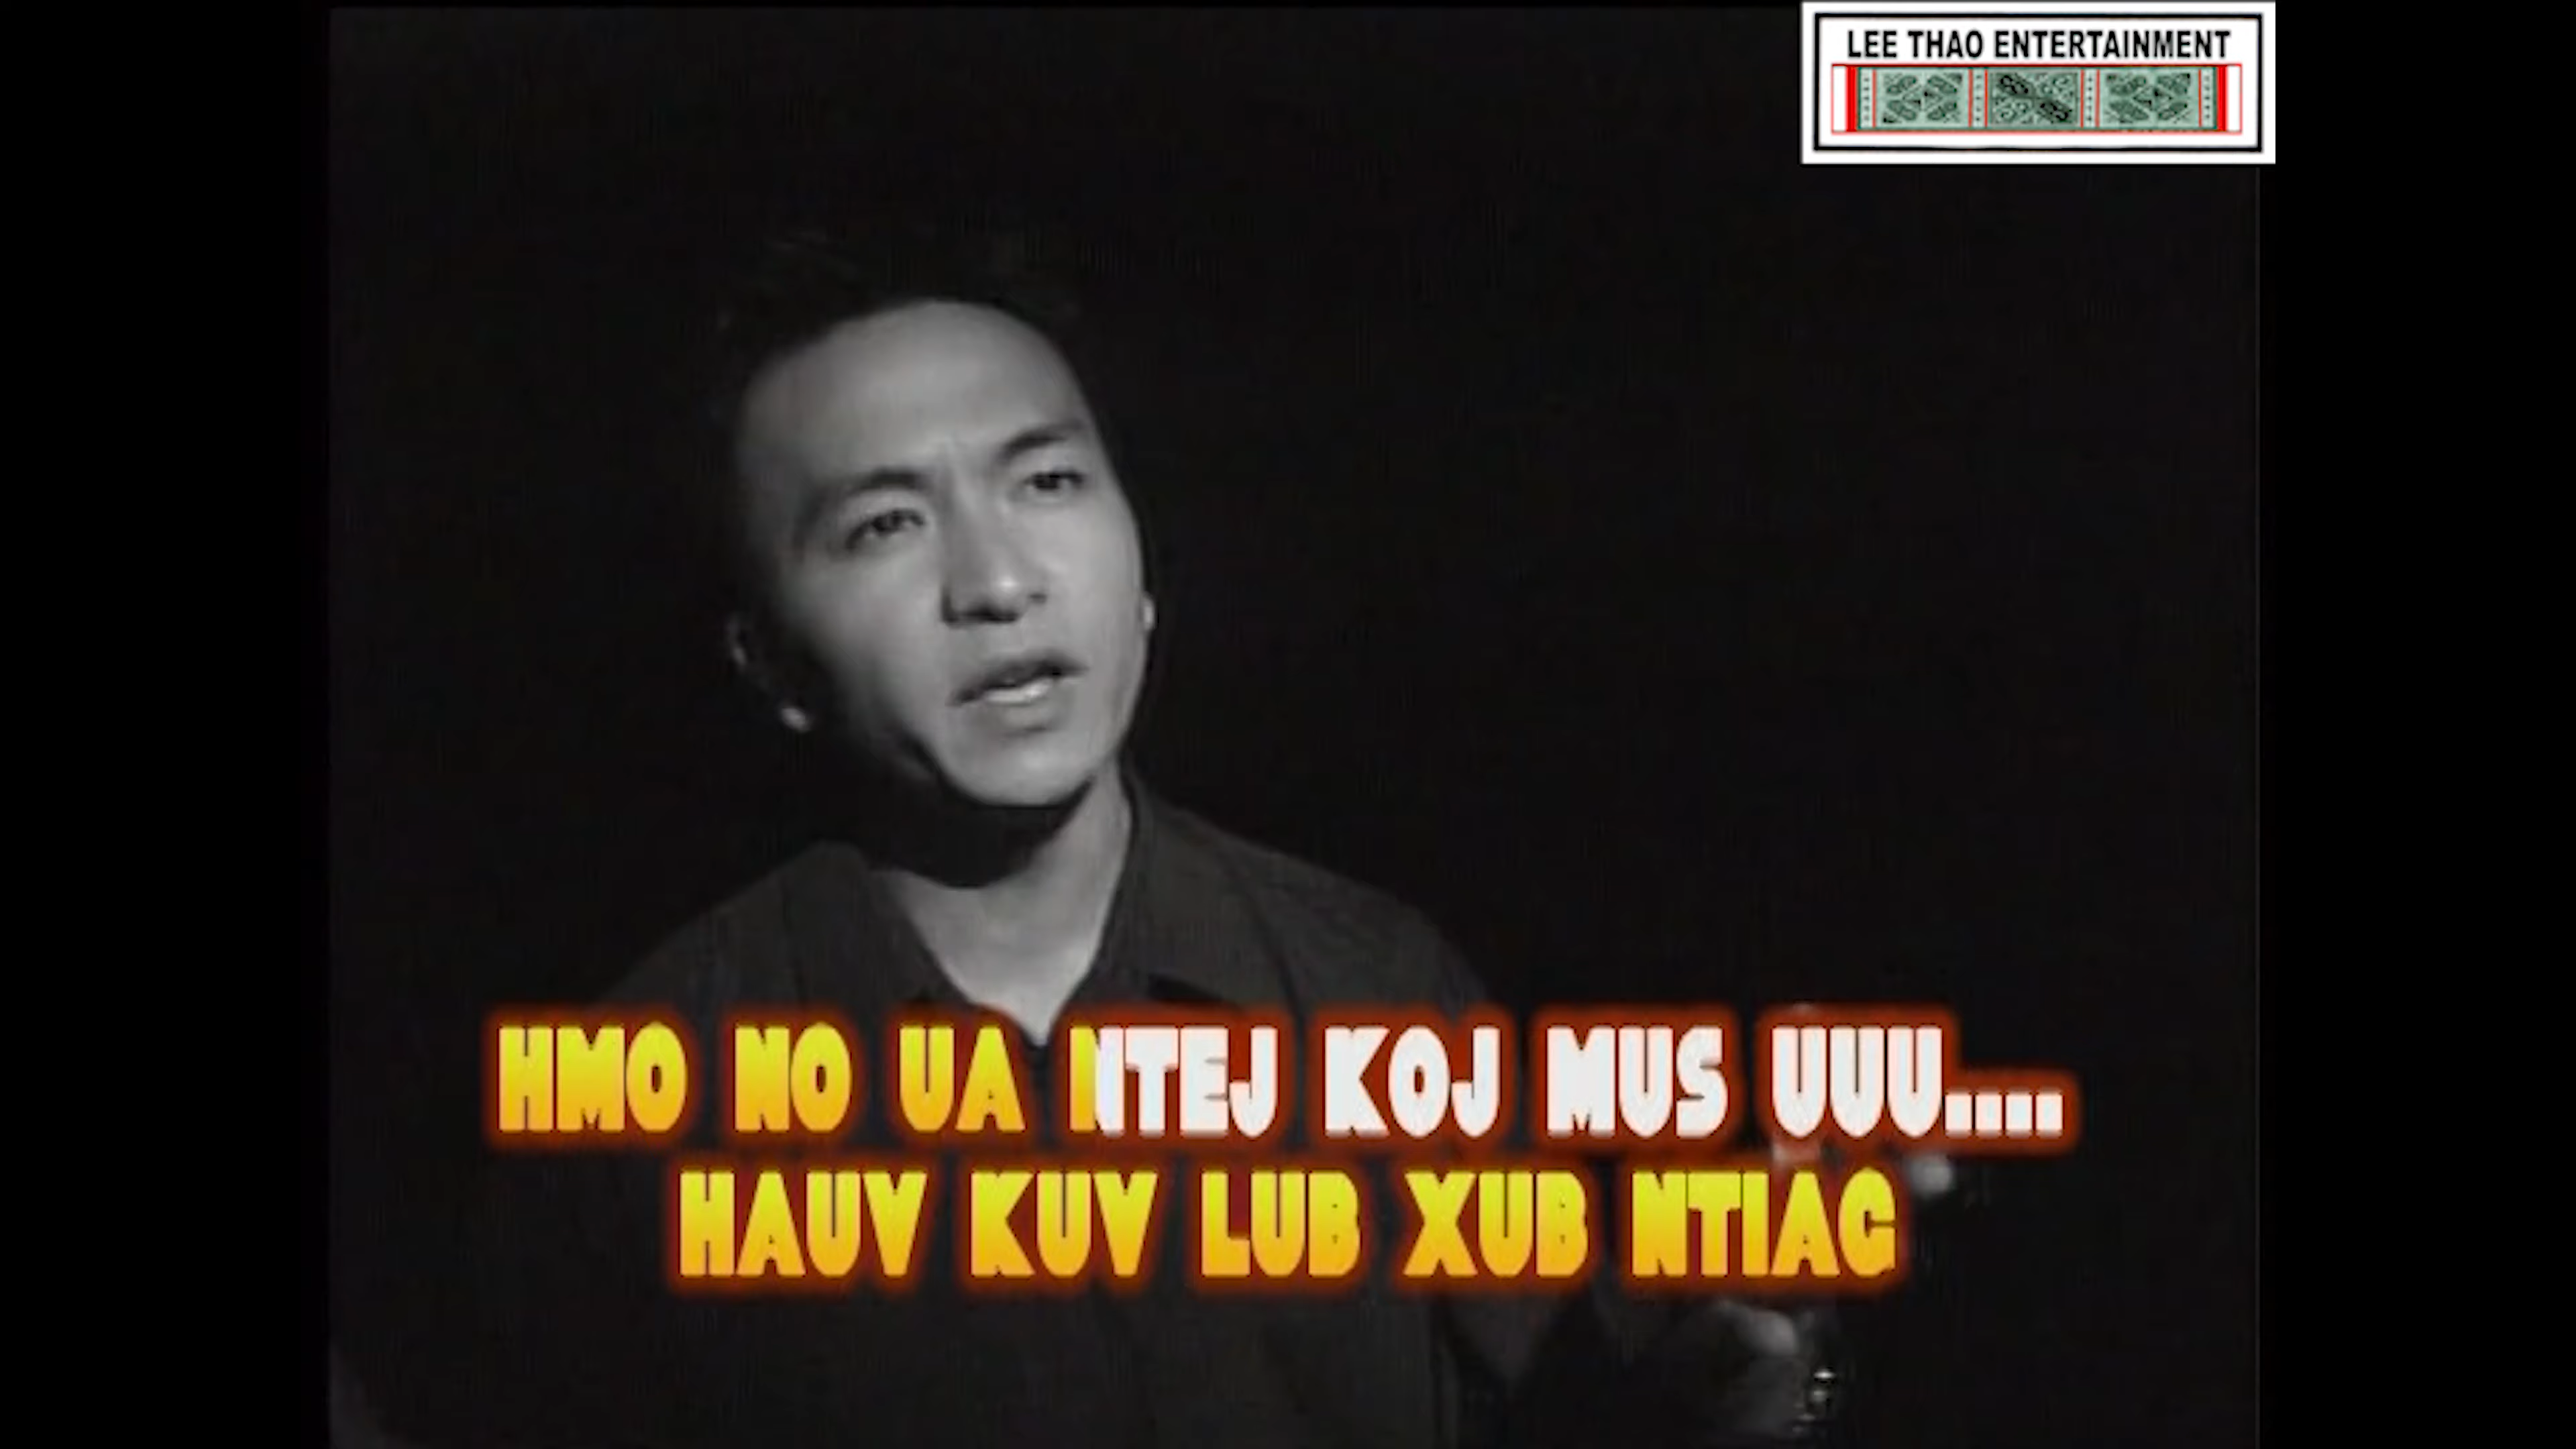 LEE THAO ENTERTAINMENT
HMO NO UA NTEJ KOJ MUS UUU....
HAUV KUV LUB XUB NTIAG